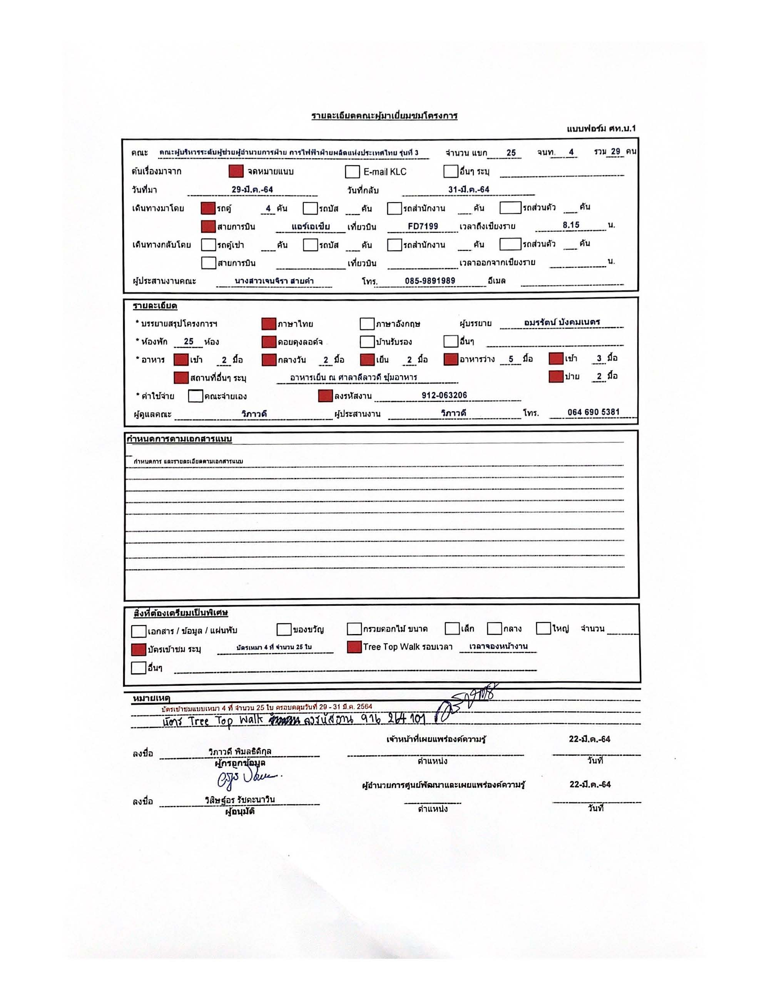 รายละเอียดคณะผู้มาเยี่ยมชมโครงการ
แบบฟอร์ม ศท.บ.1
คณะ คณะผู้บริหารระดับผู้ช่วยผู้อำนวยการฝ่าย การไฟฟ้าฝ่ายผลิตแห่งประเทศไทย รุ่นที่ 3 จำนวน แขก 25 จนท. 4 รวม 29 คน
ต้นเรื่องมาจาก จดหมายแนบ E-mail KLC อื่นๆ ระบุ
วันที่มา 29-มี.ค.-64 วันที่กลับ 31-มี.ค.-64
เดินทางมาโดย รถตู้ 4 คัน รถบัส คัน รถสำนักงาน คัน รถส่วนตัว คัน
สายการบิน แอร์เอเชีย เที่ยวบิน FD7199 เวลาถึงเชียงราย 8.15 น.
เดินทางกลับโดย รถตู้เช่า คัน รถบัส คัน รถสำนักงาน คัน รถส่วนตัว คัน
สายการบิน เที่ยวบิน เวลาออกจากเชียงราย น.
ผู้ประสานงานคณะ นางสาวเจนจิรา สายคำ โทร. 085-9891989 อีเมล
รายละเอียด
* บรรยายสรุปโครงการฯ ภาษาไทย ภาษาอังกฤษ ผู้บรรยาย อมรรัตน์ บังคมเนตร
* ห้องพัก 25 ห้อง ดอยตุงลอด์จ บ้านรับรอง อื่นๆ
* อาหาร เช้า 2 มื้อ กลางวัน 2 มื้อ เย็น 2 มื้อ อาหารว่าง 5 มื้อ เช้า 3 มื้อ
สถานที่อื่นๆ ระบุ อาหารเย็น ณ ศาลาลีลาวดี ซุ้มอาหาร บ่าย 2 มื้อ
* ค่าใช้จ่าย คณะจ่ายเอง ลงรหัสงาน 912-063206
ผู้ดูแลคณะ วิภาวดี ผู้ประสานงาน วิภาวดี โทร. 064 690 5381
กำหนดการตามเอกสารแนบ
กำหนดการ และรายละเอียดตามเอกสารแนบ
สิ่งที่ต้องเตรียมเป็นพิเศษ
เอกสาร / ข้อมูล / แผ่นพับ ของขวัญ กรวยดอกไม้ ขนาด เล็ก กลาง ใหญ่ จำนวน
บัตรเข้าชม ระบุ บัตรเหมา 4 ที่ จำนวน 25 ใบ Tree Top Walk รอบเวลา เวลาจองหน้างาน
อื่นๆ
หมายเหตุ
บัตรเข้าชมแบบเหมา 4 ที่ จำนวน 25 ใบ ครอบคลุมวันที่ 29 - 31 มี.ค. 2564
บัตร Tree Top Walk ลงรหัสงาน 916 264 101
เจ้าหน้าที่เผยแพร่องค์ความรู้ 22-มี.ค.-64
ลงชื่อ วิภาวดี พิมลธิติกุล
ผู้กรอกข้อมูล ตำแหน่ง วันที่
ผู้อำนวยการศูนย์พัฒนาและเผยแพร่องค์ความรู้ 22-มี.ค.-64
ลงชื่อ วิสิษฐ์อร รัชตะนาวิน
ผู้อนุมัติ ตำแหน่ง วันที่